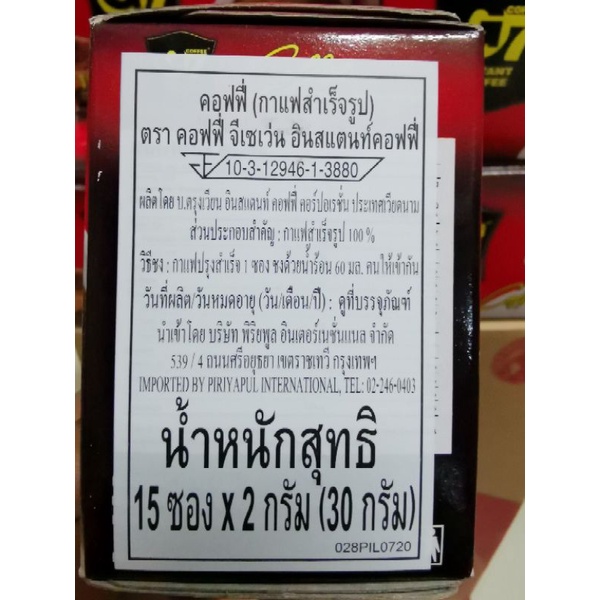 คอฟฟี่ (กาแฟสำเร็จรูป)
ตรา คอฟฟี่ จีเซเว่น อินสแตนท์คอฟฟี่
10-3-12946-1-3880
ผลิตโดย บ.ตรุงเวียน อินสแตนท์ คอฟฟี่ คอร์ปอเรชั่น ประเทศเวียดนาม
ส่วนประกอบสำคัญ : กาแฟสำเร็จรูป 100 %
วิธีชง : กาแฟปรุงสำเร็จ 1 ซอง ชงด้วยน้ำร้อน 60 มล. คนให้เข้ากัน
วันที่ผลิต/วันหมดอายุ (วัน/เดือน/ปี) : ดูที่บรรจุภัณฑ์
นำเข้าโดย บริษัท พิริยพูล อินเตอร์เนชั่นแนล จำกัด
539 / 4 ถนนศรีอยุธยา เขตราชเทวี กรุงเทพฯ
IMPORTED BY PIRIYAPUL INTERNATIONAL, TEL: 02-246-0403
น้ำหนักสุทธิ
15 ซอง x 2 กรัม (30 กรัม)
028PIL0720